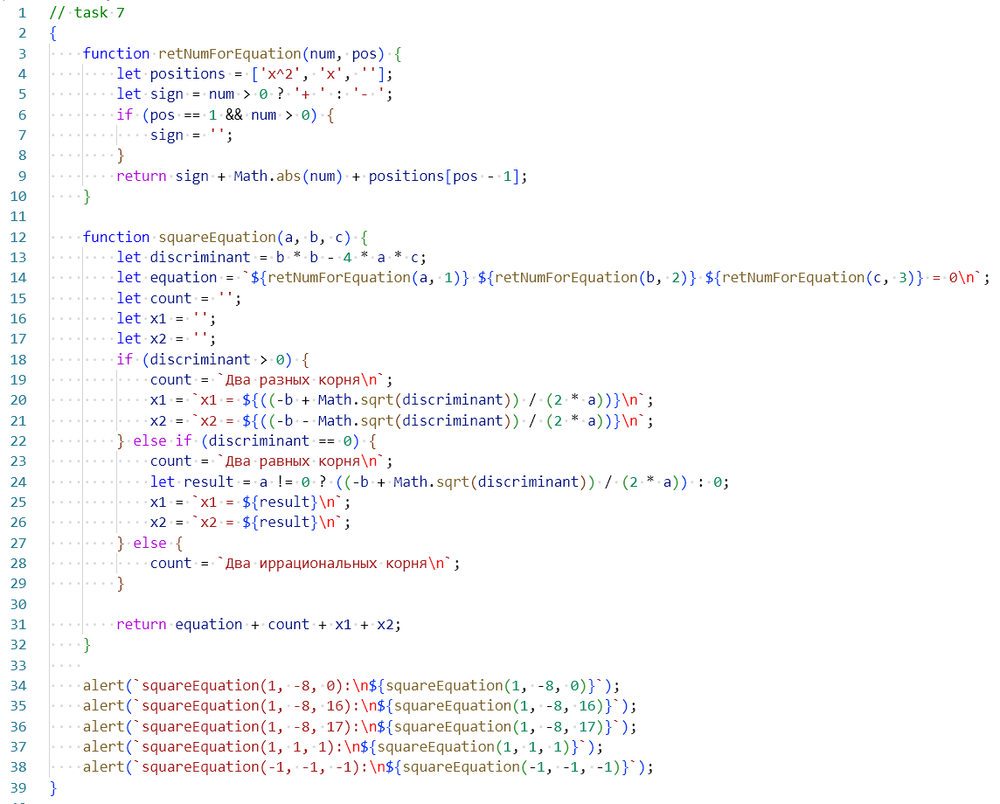 1 // task 7
2 {
3     function retNumForEquation(num, pos) {
4         let positions = ['x^2', 'x', ''];
5         let sign = num > 0 ? '+ ' : '- ';
6         if (pos == 1 && num > 0) {
7             sign = '';
8         }
9         return sign + Math.abs(num) + positions[pos - 1];
10     }
11
12     function squareEquation(a, b, c) {
13         let discriminant = b * b - 4 * a * c;
14         let equation = `${retNumForEquation(a, 1)} ${retNumForEquation(b, 2)} ${retNumForEquation(c, 3)} = 0\n`;
15         let count = '';
16         let x1 = '';
17         let x2 = '';
18         if (discriminant > 0) {
19             count = `Два разных корня\n`;
20             x1 = `x1 = ${((-b + Math.sqrt(discriminant)) / (2 * a))}\n`;
21             x2 = `x2 = ${((-b - Math.sqrt(discriminant)) / (2 * a))}\n`;
22         } else if (discriminant == 0) {
23             count = `Два равных корня\n`;
24             let result = a != 0 ? ((-b + Math.sqrt(discriminant)) / (2 * a)) : 0;
25             x1 = `x1 = ${result}\n`;
26             x2 = `x2 = ${result}\n`;
27         } else {
28             count = `Два иррациональных корня\n`;
29         }
30
31         return equation + count + x1 + x2;
32     }
33
34     alert(`squareEquation(1, -8, 0):\n${squareEquation(1, -8, 0)}`);
35     alert(`squareEquation(1, -8, 16):\n${squareEquation(1, -8, 16)}`);
36     alert(`squareEquation(1, -8, 17):\n${squareEquation(1, -8, 17)}`);
37     alert(`squareEquation(1, 1, 1):\n${squareEquation(1, 1, 1)}`);
38     alert(`squareEquation(-1, -1, -1):\n${squareEquation(-1, -1, -1)}`);
39 }